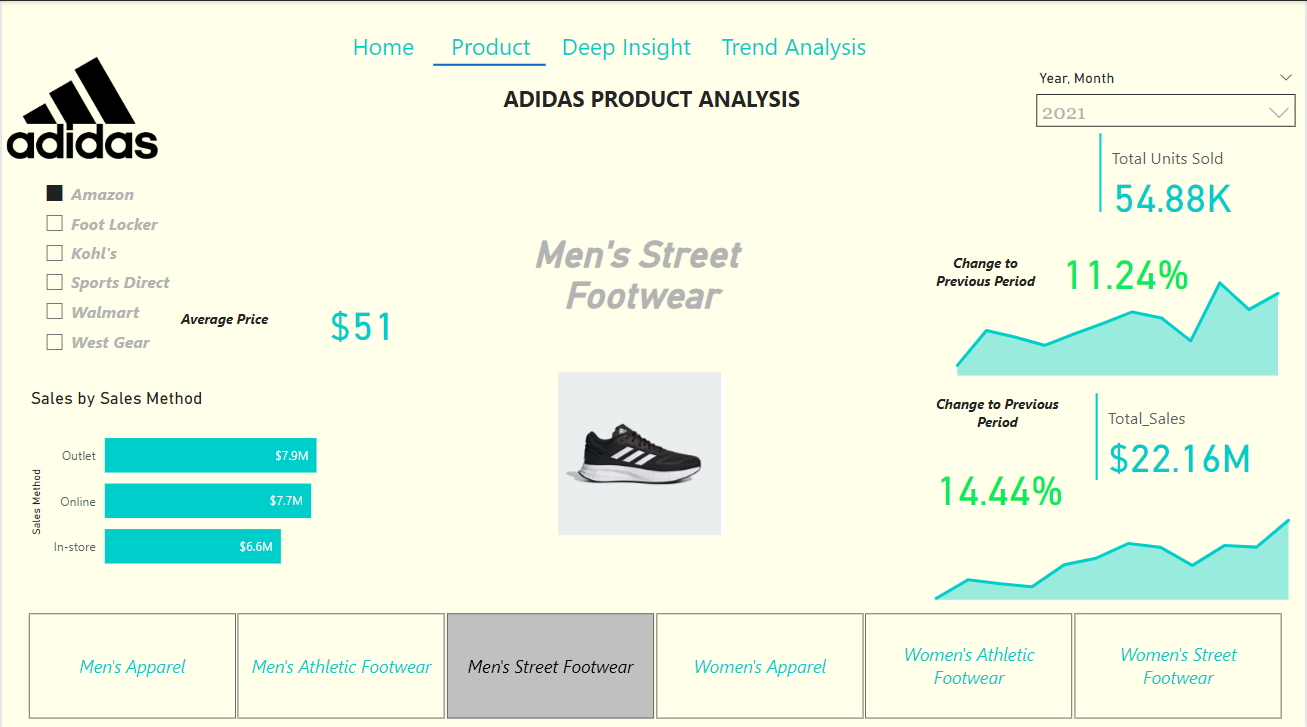 Home Product Deep Insight Trend Analysis
ADIDAS PRODUCT ANALYSIS
adidas
Year, Month
2021
Total Units Sold
54.88K
Amazon
Foot Locker
Kohl's
Sports Direct
Walmart
West Gear
Average Price
$51
Men's Street
Footwear
Change to
Previous Period
11.24%
Sales by Sales Method
Sales Method
Outlet $7.9M
Online $7.7M
In-store $6.6M
Change to Previous
Period
14.44%
Total_Sales
$22.16M
Men's Apparel
Men's Athletic Footwear
Men's Street Footwear
Women's Apparel
Women's Athletic
Footwear
Women's Street
Footwear